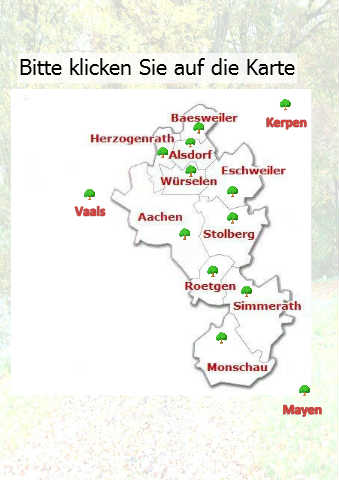 Bitte klicken Sie auf die Karte
Kerpen
Baesweiler
Herzogenrath
Alsdorf
Eschweiler
Würselen
Vaals
Aachen
Stolberg
Roetgen
Simmerath
Monschau
Mayen